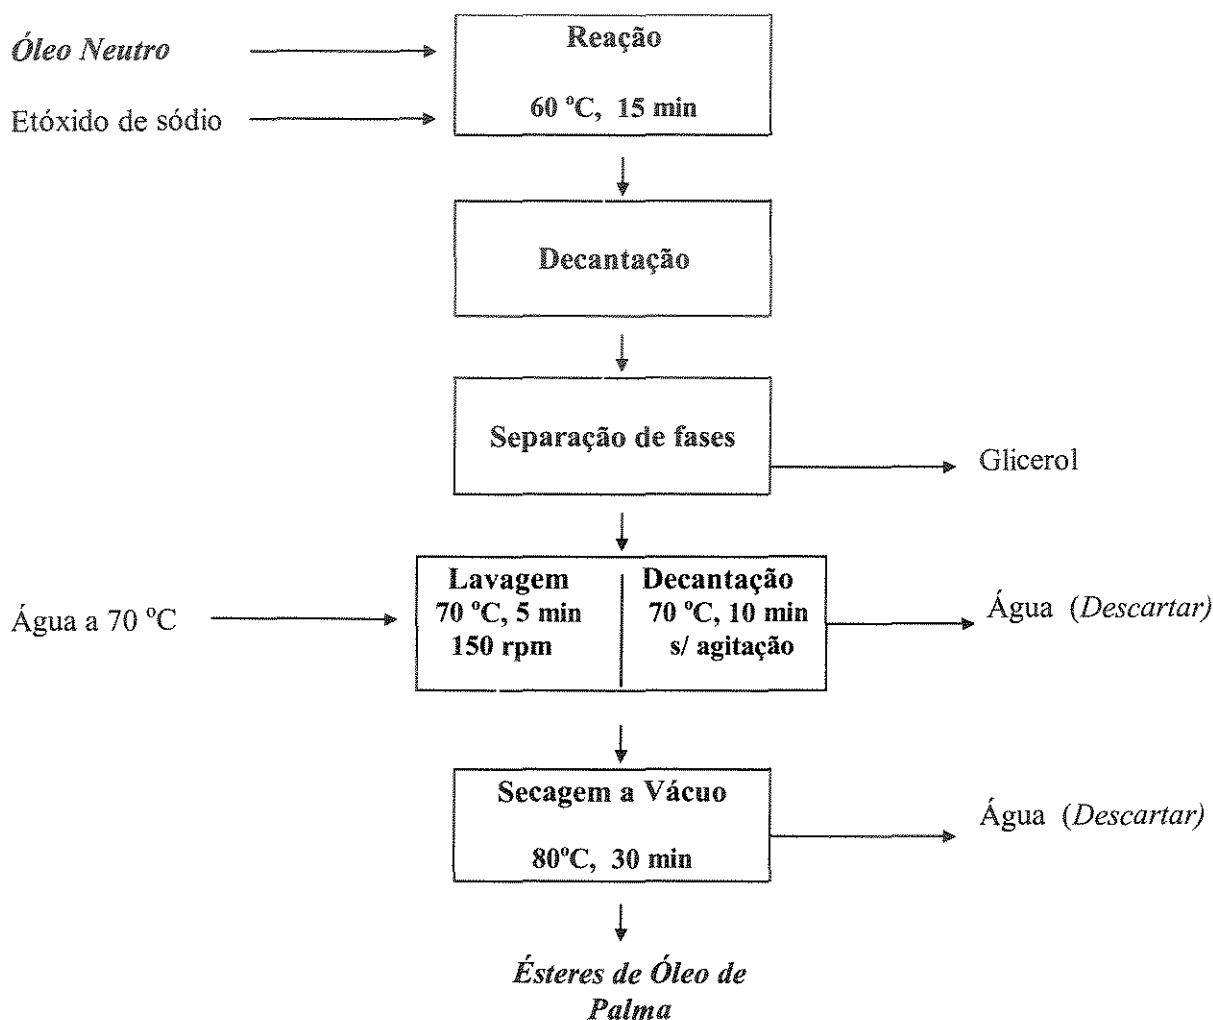 Óleo Neutro
Reação
Etóxido de sódio
60 ºC, 15 min
Decantação
Separação de fases
Glicerol
Água a 70 ºC
Lavagem
70 ºC, 5 min
150 rpm
Decantação
70 ºC, 10 min
s/ agitação
Água (Descartar)
Secagem a Vácuo
80ºC, 30 min
Água (Descartar)
Ésteres de Óleo de
Palma